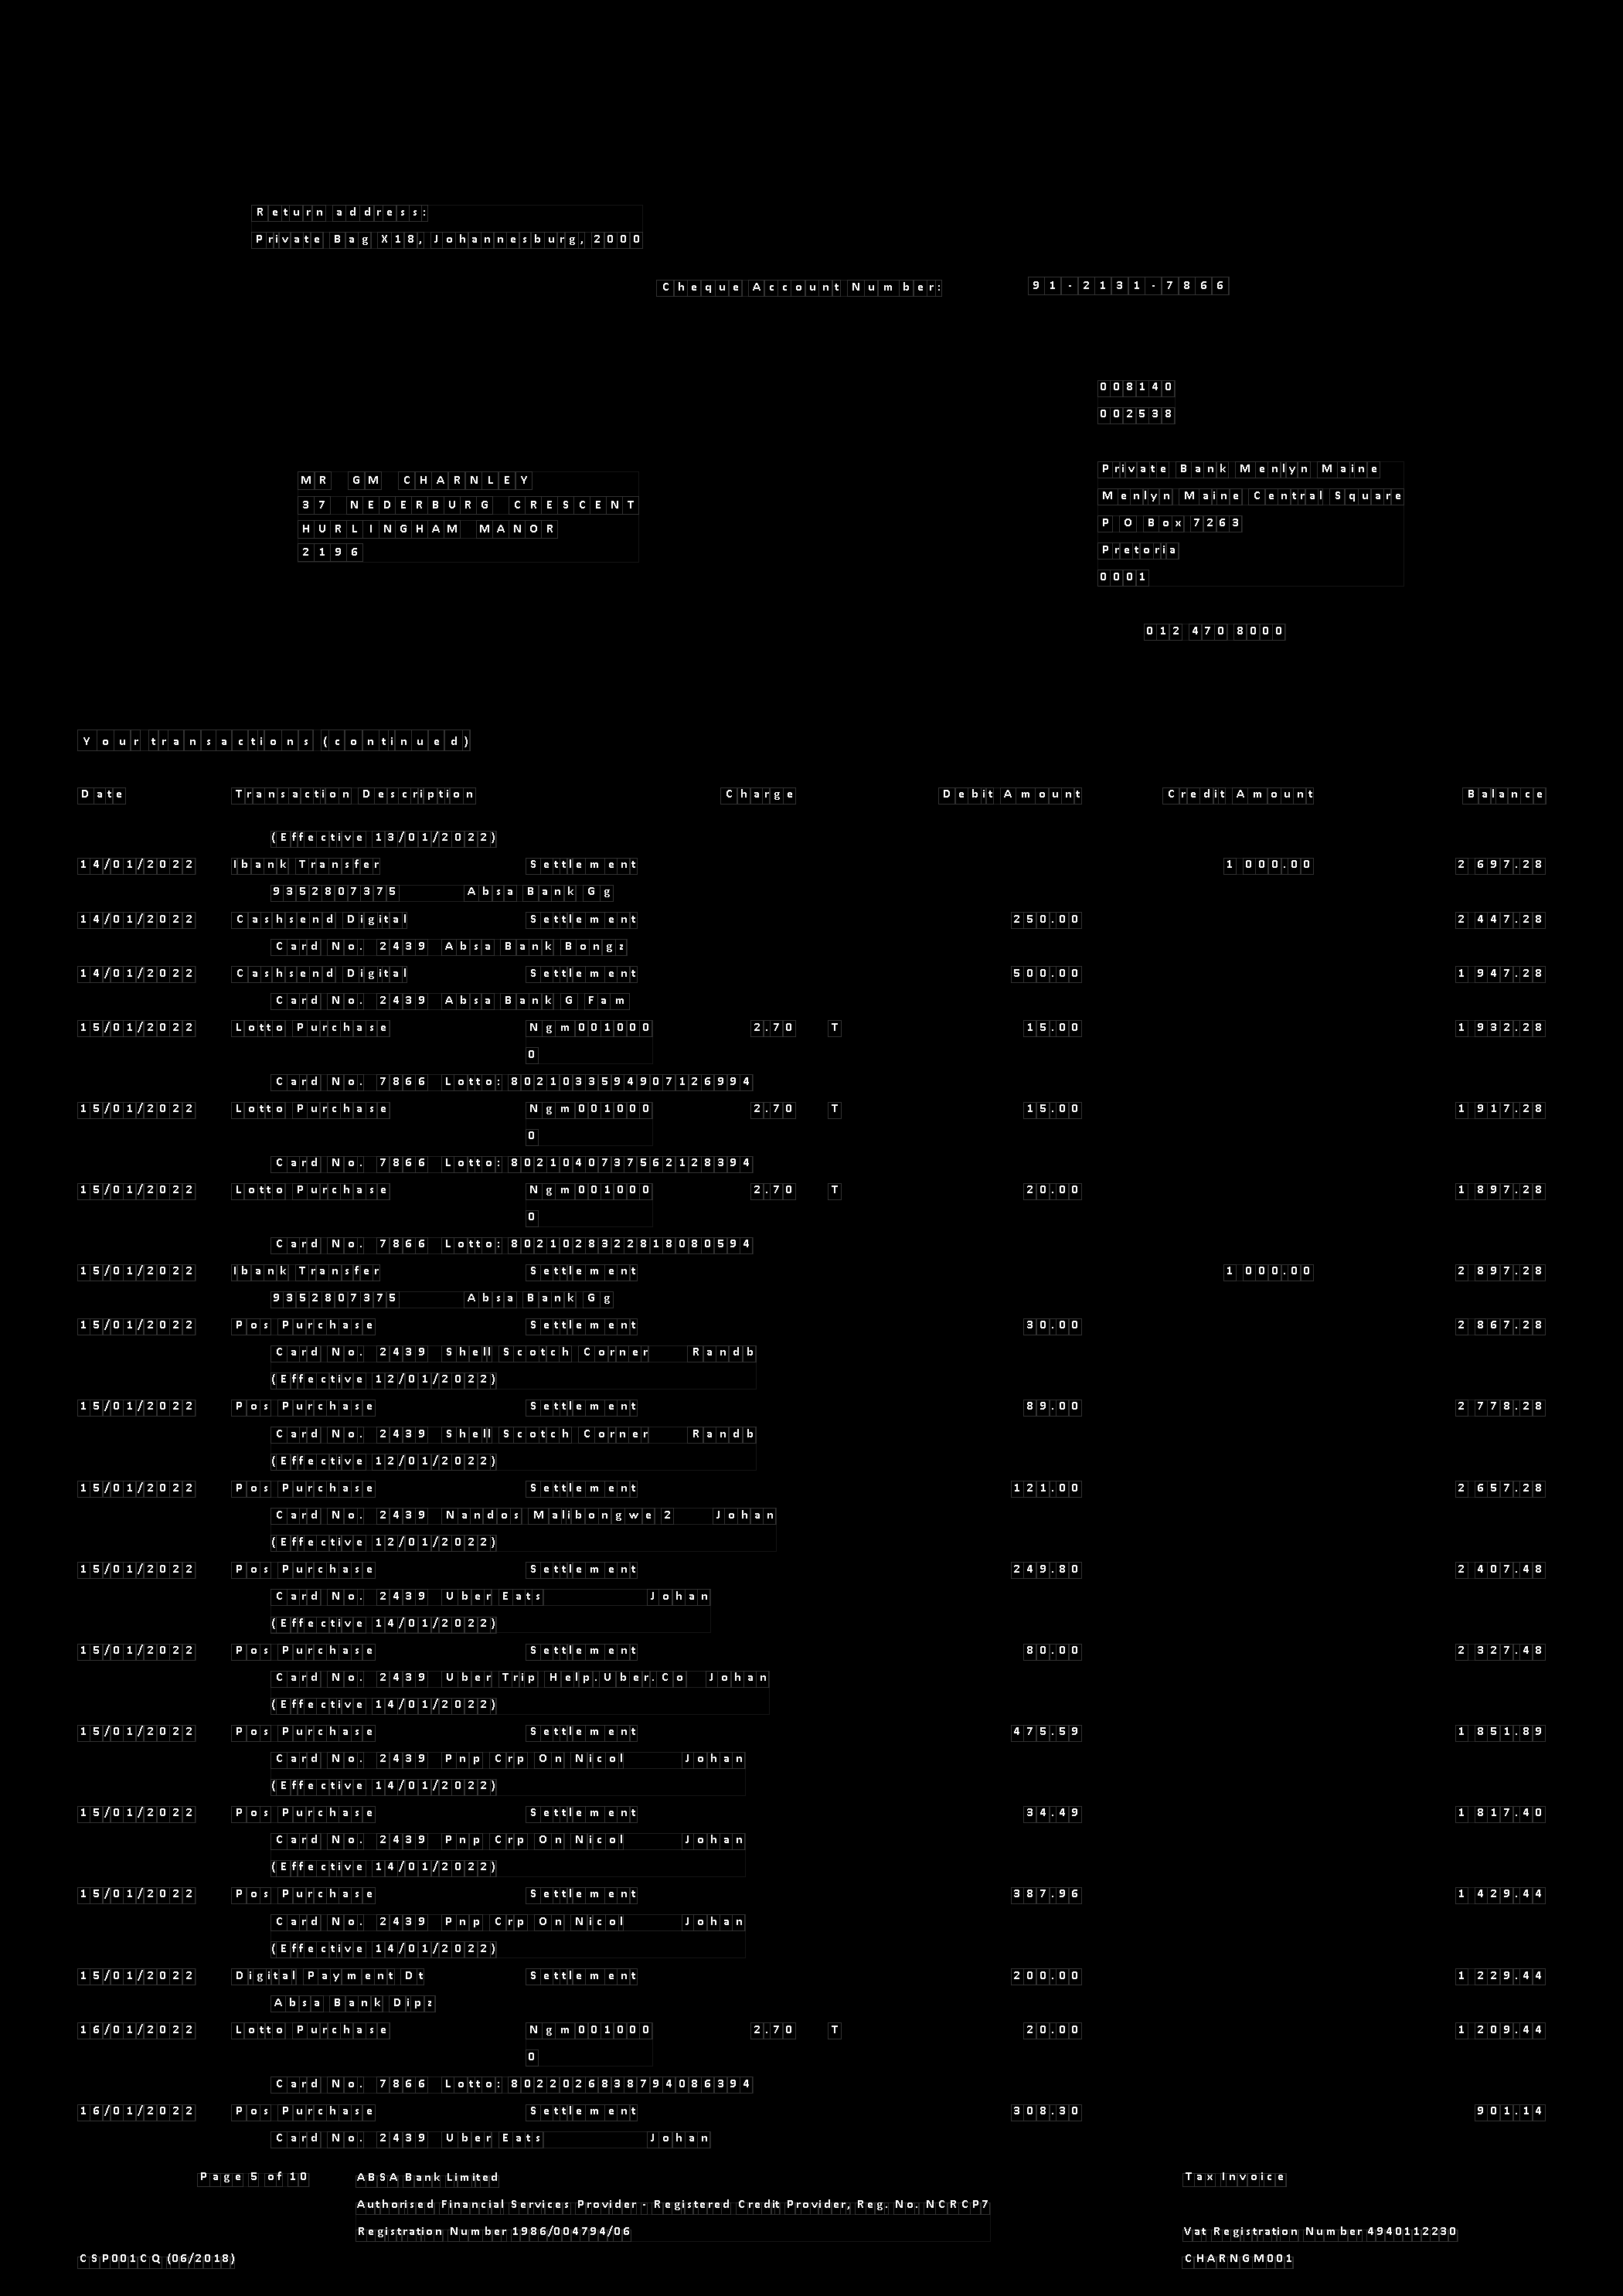 Return address:
Private Bag X18, Johannesburg, 2000
Cheque Account Number: 91-2131-7866
008140
002538
MR GM CHARNLEY
37 NEDERBURG CRESCENT
HURLINGHAM MANOR
2196
Private Bank Menlyn Maine
Menlyn Maine Central Square
P O Box 7263
Pretoria
0001
012 470 8000
Your transactions (continued)
Date Transaction Description Charge Debit Amount Credit Amount Balance
(Effective 13/01/2022)
14/01/2022 Ibank Transfer Settlement 1 000.00 2 697.28
9352807375 Absa Bank Gg
14/01/2022 Cashsend Digital Settlement 250.00 2 447.28
Card No. 2439 Absa Bank Bongz
14/01/2022 Cashsend Digital Settlement 500.00 1 947.28
Card No. 2439 Absa Bank G Fam
15/01/2022 Lotto Purchase Ngm001000 2.70 T 15.00 1 932.28
0
Card No. 7866 Lotto: 8021033594907126994
15/01/2022 Lotto Purchase Ngm001000 2.70 T 15.00 1 917.28
0
Card No. 7866 Lotto: 8021040737562128394
15/01/2022 Lotto Purchase Ngm001000 2.70 T 20.00 1 897.28
0
Card No. 7866 Lotto: 8021028322818080594
15/01/2022 Ibank Transfer Settlement 1 000.00 2 897.28
9352807375 Absa Bank Gg
15/01/2022 Pos Purchase Settlement 30.00 2 867.28
Card No. 2439 Shell Scotch Corner Randb
(Effective 12/01/2022)
15/01/2022 Pos Purchase Settlement 89.00 2 778.28
Card No. 2439 Shell Scotch Corner Randb
(Effective 12/01/2022)
15/01/2022 Pos Purchase Settlement 121.00 2 657.28
Card No. 2439 Nandos Malibongwe 2 Johan
(Effective 12/01/2022)
15/01/2022 Pos Purchase Settlement 249.80 2 407.48
Card No. 2439 Uber Eats Johan
(Effective 14/01/2022)
15/01/2022 Pos Purchase Settlement 80.00 2 327.48
Card No. 2439 Uber Trip Help.Uber.Co Johan
(Effective 14/01/2022)
15/01/2022 Pos Purchase Settlement 475.59 1 851.89
Card No. 2439 Pnp Crp On Nicol Johan
(Effective 14/01/2022)
15/01/2022 Pos Purchase Settlement 34.49 1 817.40
Card No. 2439 Pnp Crp On Nicol Johan
(Effective 14/01/2022)
15/01/2022 Pos Purchase Settlement 387.96 1 429.44
Card No. 2439 Pnp Crp On Nicol Johan
(Effective 14/01/2022)
15/01/2022 Digital Payment Dt Settlement 200.00 1 229.44
Absa Bank Dipz
16/01/2022 Lotto Purchase Ngm001000 2.70 T 20.00 1 209.44
0
Card No. 7866 Lotto: 8022026838794086394
16/01/2022 Pos Purchase Settlement 308.30 901.14
Card No. 2439 Uber Eats Johan
Page 5 of 10 ABSA Bank Limited Tax Invoice
Authorised Financial Services Provider - Registered Credit Provider, Reg. No. NCRCP7
Registration Number 1986/004794/06 Vat Registration Number 4940112230
CSP001CQ (06/2018) CHARNGM001